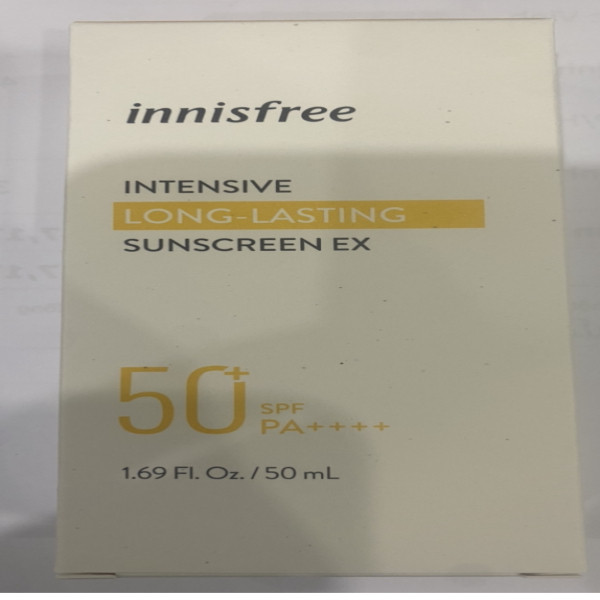 innisfree
INTENSIVE
LONG-LASTING
SUNSCREEN EX
50+ SPF
PA++++
1.69 Fl. Oz. / 50 mL